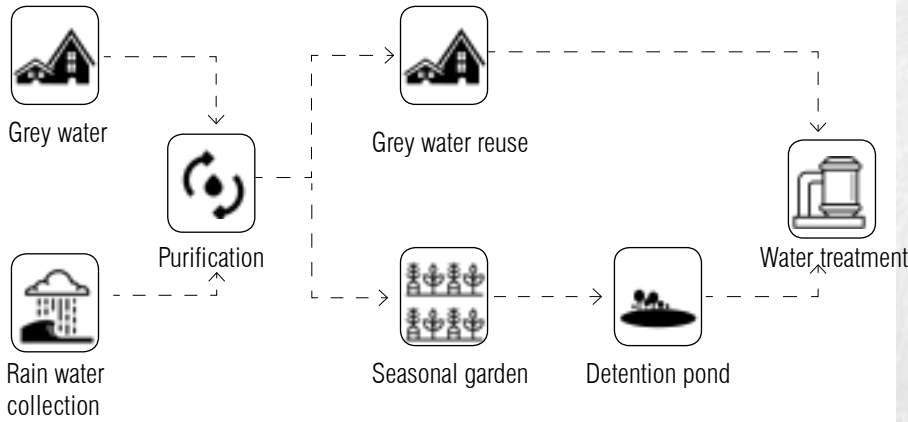 Grey water
Grey water reuse
Purification
Water treatment
Rain water
collection
Seasonal garden
Detention pond